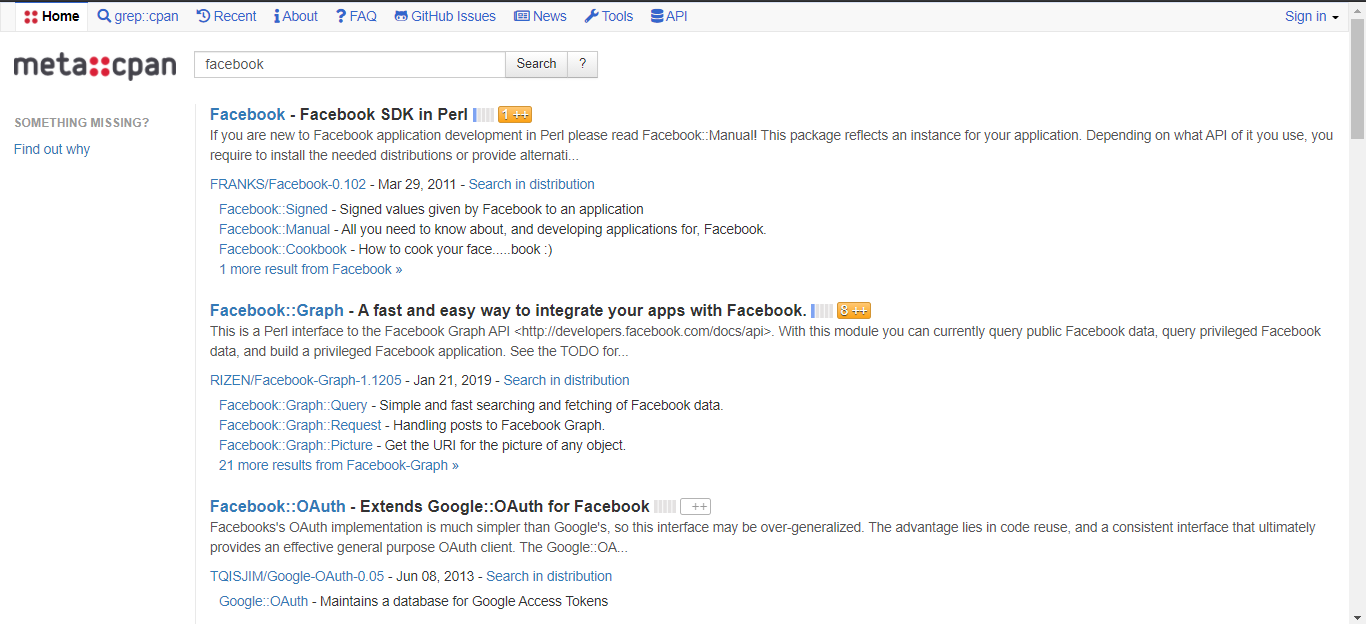 Home grep::cpan Recent About FAQ GitHub Issues News Tools API Sign in
meta::cpan facebook Search ?
SOMETHING MISSING?
Find out why
Facebook - Facebook SDK in Perl 1 ++
If you are new to Facebook application development in Perl please read Facebook::Manual! This package reflects an instance for your application. Depending on what API of it you use, you
require to install the needed distributions or provide alternati...
FRANKS/Facebook-0.102 - Mar 29, 2011 - Search in distribution
Facebook::Signed - Signed values given by Facebook to an application
Facebook::Manual - All you need to know about, and developing applications for, Facebook.
Facebook::Cookbook - How to cook your face.....book :)
1 more result from Facebook »
Facebook::Graph - A fast and easy way to integrate your apps with Facebook. 8 ++
This is a Perl interface to the Facebook Graph API <http://developers.facebook.com/docs/api>. With this module you can currently query public Facebook data, query privileged Facebook
data, and build a privileged Facebook application. See the TODO for...
RIZEN/Facebook-Graph-1.1205 - Jan 21, 2019 - Search in distribution
Facebook::Graph::Query - Simple and fast searching and fetching of Facebook data.
Facebook::Graph::Request - Handling posts to Facebook Graph.
Facebook::Graph::Picture - Get the URI for the picture of any object.
21 more results from Facebook-Graph »
Facebook::OAuth - Extends Google::OAuth for Facebook ++
Facebooks's OAuth implementation is much simpler than Google's, so this interface may be over-generalized. The advantage lies in code reuse, and a consistent interface that ultimately
provides an effective general purpose OAuth client. The Google::OA...
TQISJIM/Google-OAuth-0.05 - Jun 08, 2013 - Search in distribution
Google::OAuth - Maintains a database for Google Access Tokens